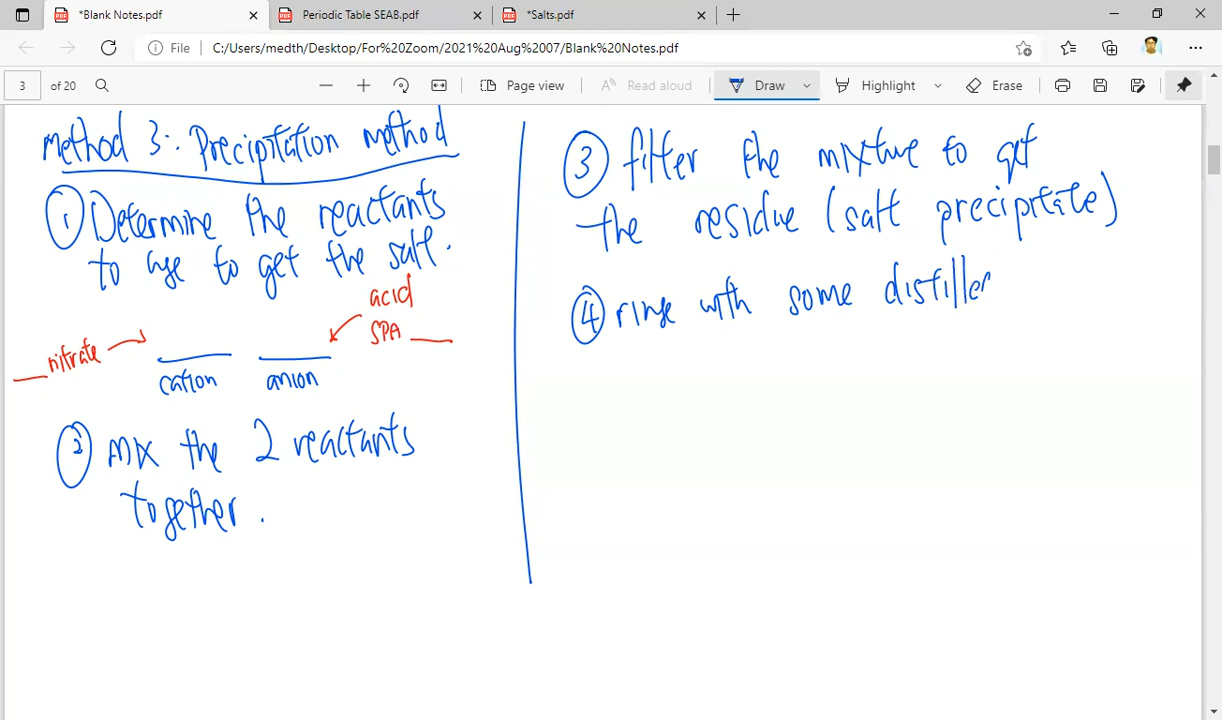 *Blank Notes.pdf
Periodic Table SEAB.pdf
*Salts.pdf
File C:/Users/medth/Desktop/For%20Zoom/2021%20Aug%2007/Blank%20Notes.pdf
3 of 20
Page view
Read aloud
Draw
Highlight
Erase
Method 3: Precipitation method
① Determine the reactants
to use to get the salt.
acid
SPA ___
___nitrate
cation anion
② Mix the 2 reactants
together.
③ filter the mixture to get
the residue (salt precipitate)
④ rinse with some distiller